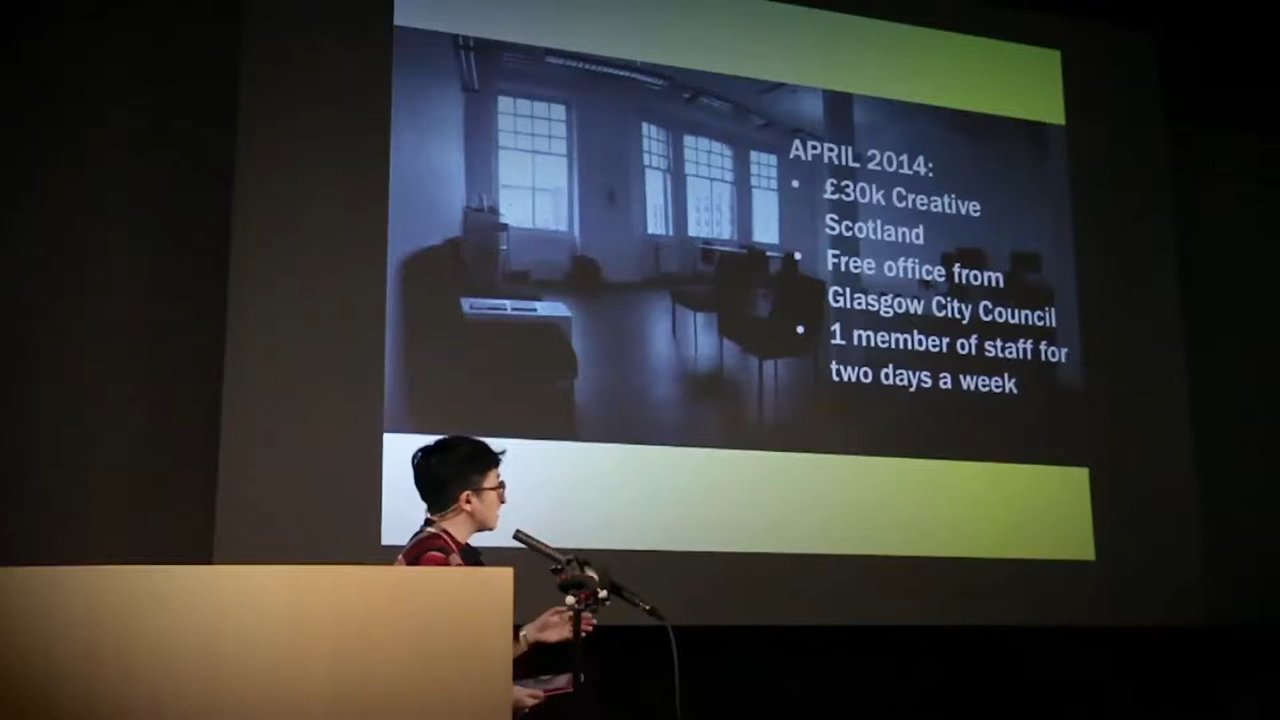 APRIL 2014:
• £30k Creative
Scotland
• Free office from
Glasgow City Council
• 1 member of staff for
two days a week